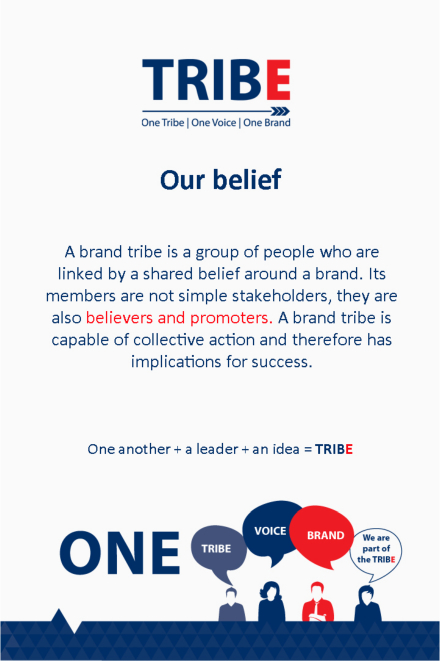 TRIBE
One Tribe | One Voice | One Brand
Our belief
A brand tribe is a group of people who are
linked by a shared belief around a brand. Its
members are not simple stakeholders, they are
also believers and promoters. A brand tribe is
capable of collective action and therefore has
implications for success.
One another + a leader + an idea = TRIBE
ONE
TRIBE
VOICE
BRAND
We are
part of
the TRIBE